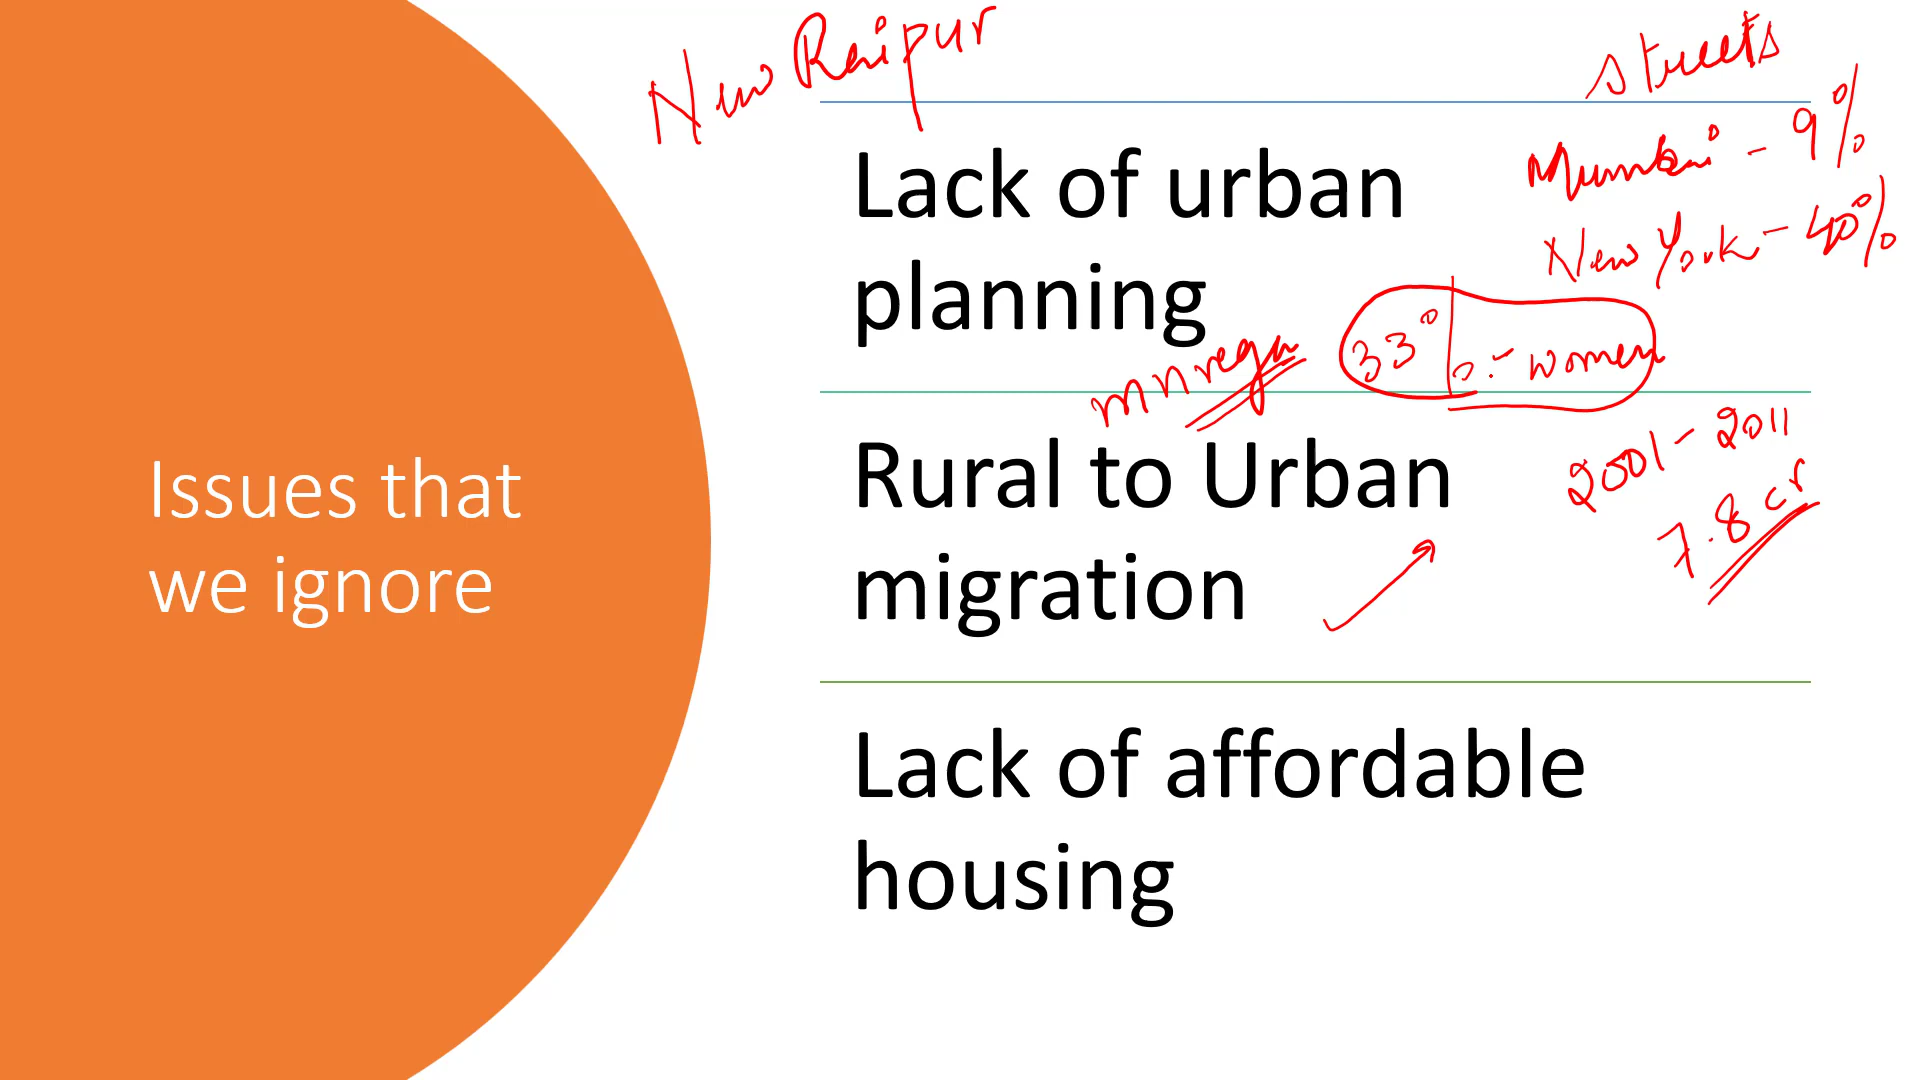 Issues that
we ignore
New Raipur
streets
Mumbai - 9%
New York - 40%
Lack of urban
planning
mnrega
33% - women
Rural to Urban
migration
2001 - 2011
7.8 cr
Lack of affordable
housing